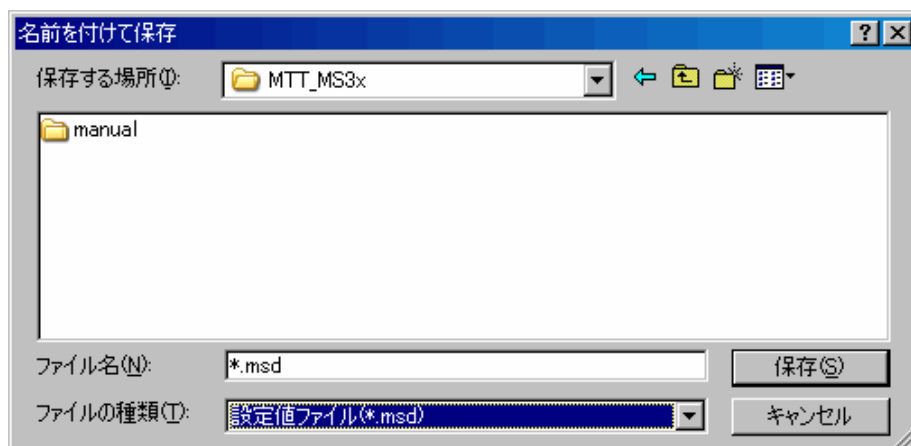 名前を付けて保存
保存する場所(I):
MTT_MS3x
manual
ファイル名(N):
*.msd
保存(S)
ファイルの種類(T):
設定値ファイル(*.msd)
キャンセル